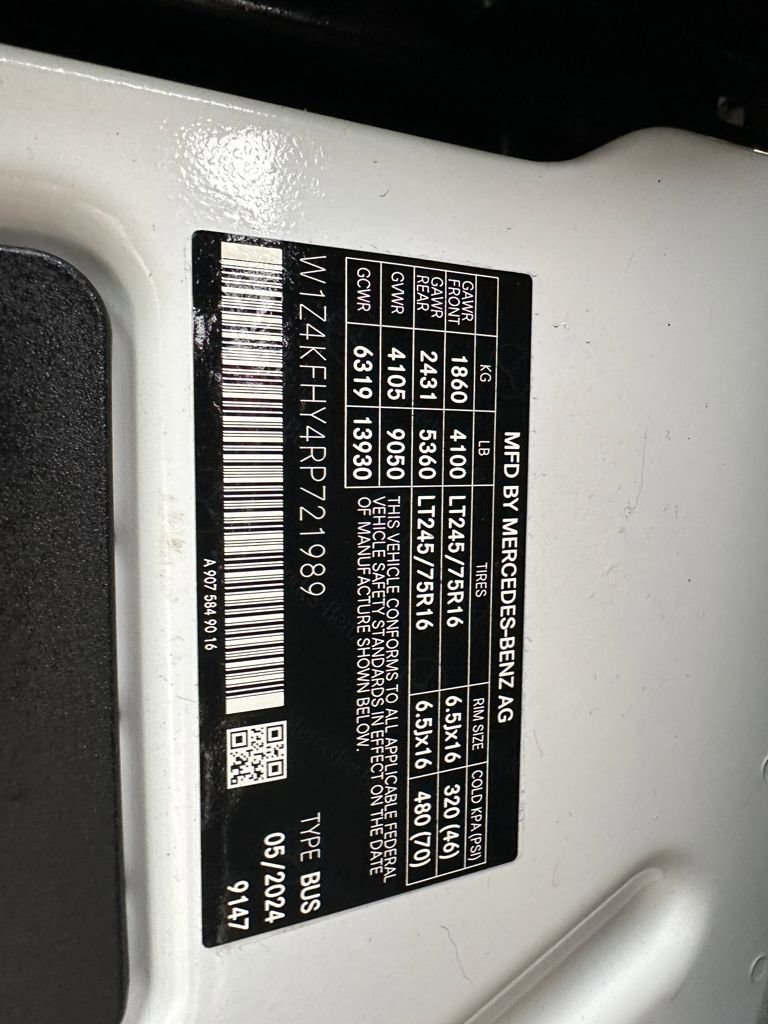 MFD BY MERCEDES-BENZ AG
KG LB TIRES RIM SIZE COLD KPA (PSI)
GAWR FRONT 1860 4100 LT245/75R16 6.5Jx16 320 (46)
GAWR REAR 2431 5360 LT245/75R16 6.5Jx16 480 (70)
GVWR 4105 9050
GCWR 6319 13930
THIS VEHICLE CONFORMS TO ALL APPLICABLE FEDERAL
VEHICLE SAFETY STANDARDS IN EFFECT ON THE DATE
OF MANUFACTURE SHOWN BELOW.
W1Z4KFHY4RP721989
TYPE BUS
05/2024
9147
A 907 584 90 16